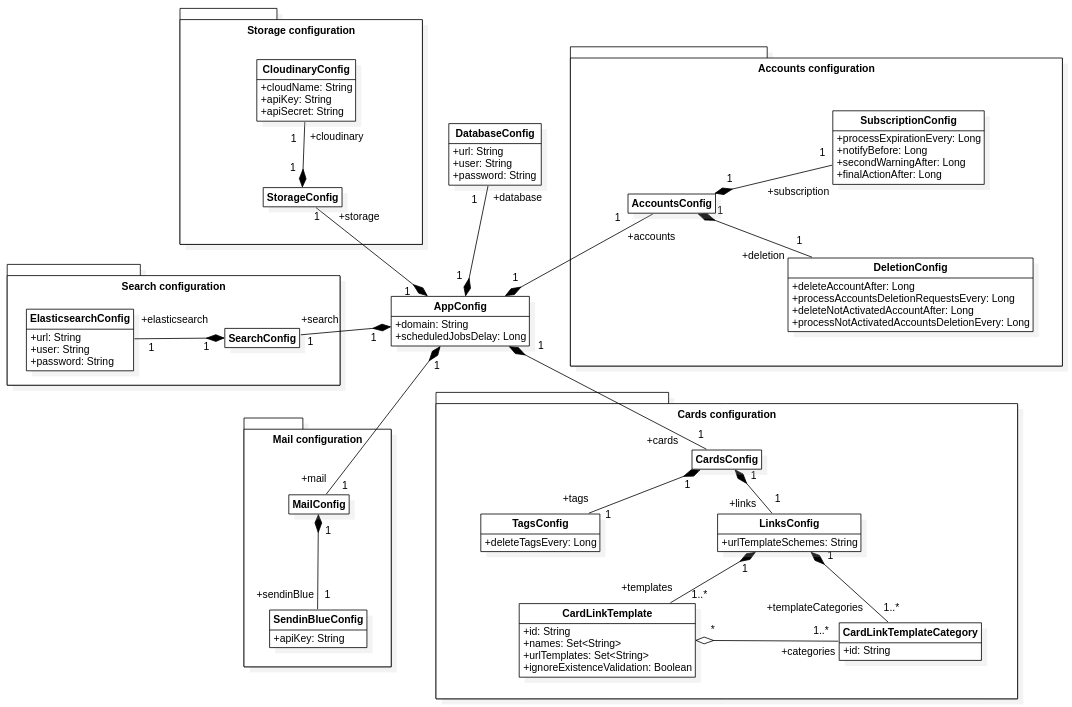 Storage configuration
CloudinaryConfig
+cloudName: String
+apiKey: String
+apiSecret: String
1
+cloudinary
1
StorageConfig
1
+storage
DatabaseConfig
+url: String
+user: String
+password: String
1
+database
1
1
Accounts configuration
SubscriptionConfig
+processExpirationEvery: Long
+notifyBefore: Long
+secondWarningAfter: Long
+finalActionAfter: Long
1
1
+subscription
AccountsConfig
1
1
+accounts
1
+deletion
1
DeletionConfig
+deleteAccountAfter: Long
+processAccountsDeletionRequestsEvery: Long
+deleteNotActivatedAccountAfter: Long
+processNotActivatedAccountsDeletionEvery: Long
Search configuration
ElasticsearchConfig
+url: String
+user: String
+password: String
+elasticsearch
1
1
SearchConfig
+search
1
1
AppConfig
+domain: String
+scheduledJobsDelay: Long
1
1
Mail configuration
+mail
1
MailConfig
1
+sendinBlue
1
SendinBlueConfig
+apiKey: String
Cards configuration
+cards
1
CardsConfig
1
1
+tags
1
+links
1
TagsConfig
+deleteTagsEvery: Long
LinksConfig
+urlTemplateSchemes: String
1
1
+templates
1..*
+templateCategories
1..*
CardLinkTemplate
+id: String
+names: Set<String>
+urlTemplates: Set<String>
+ignoreExistenceValidation: Boolean
*
1..*
+categories
CardLinkTemplateCategory
+id: String